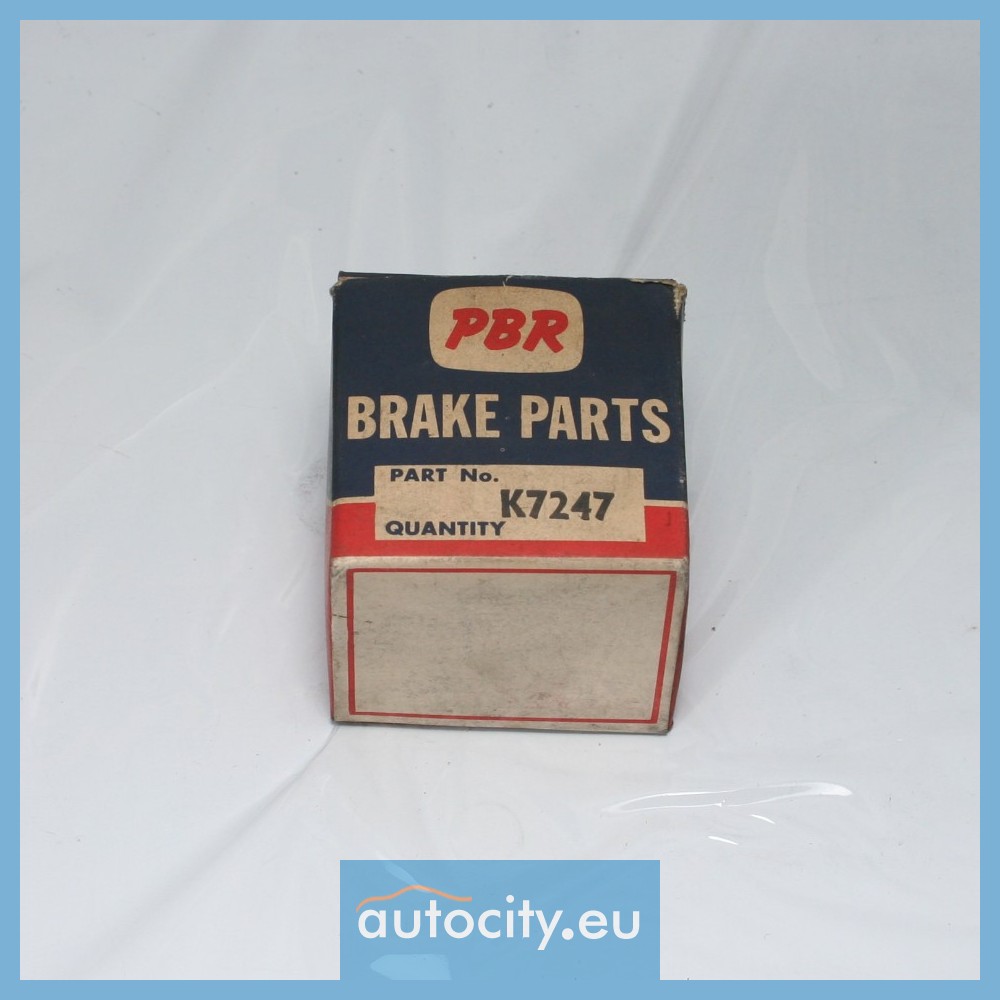 PBR
BRAKE PARTS
PART No.
K7247
QUANTITY
autocity.eu